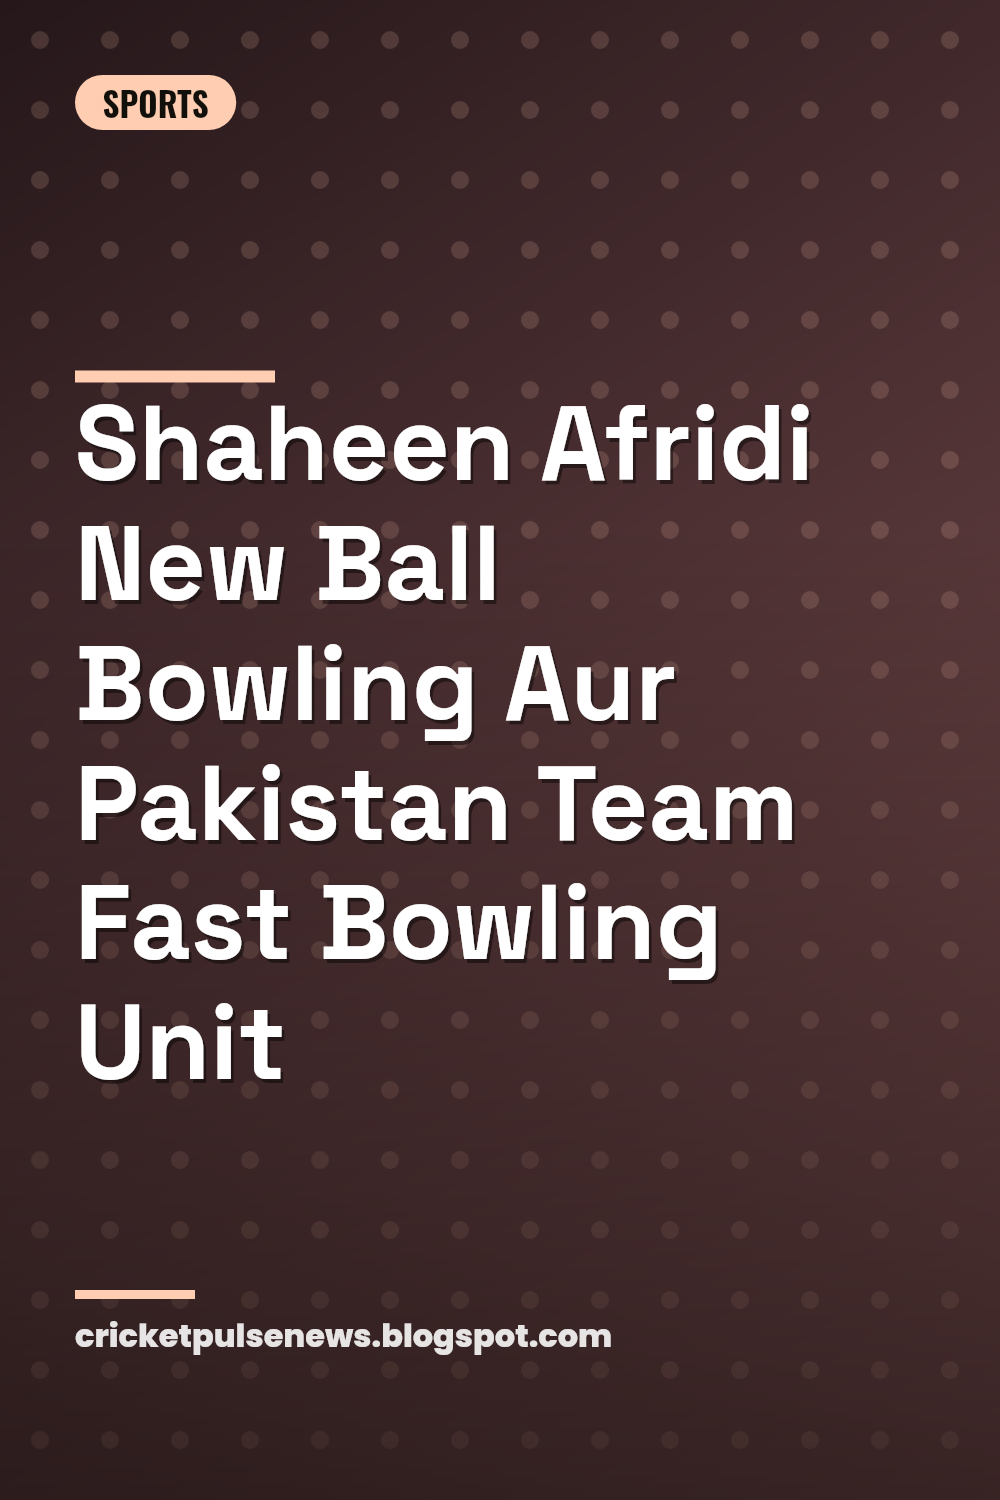 SPORTS
Shaheen Afridi
New Ball
Bowling Aur
Pakistan Team
Fast Bowling
Unit
cricketpulsenews.blogspot.com